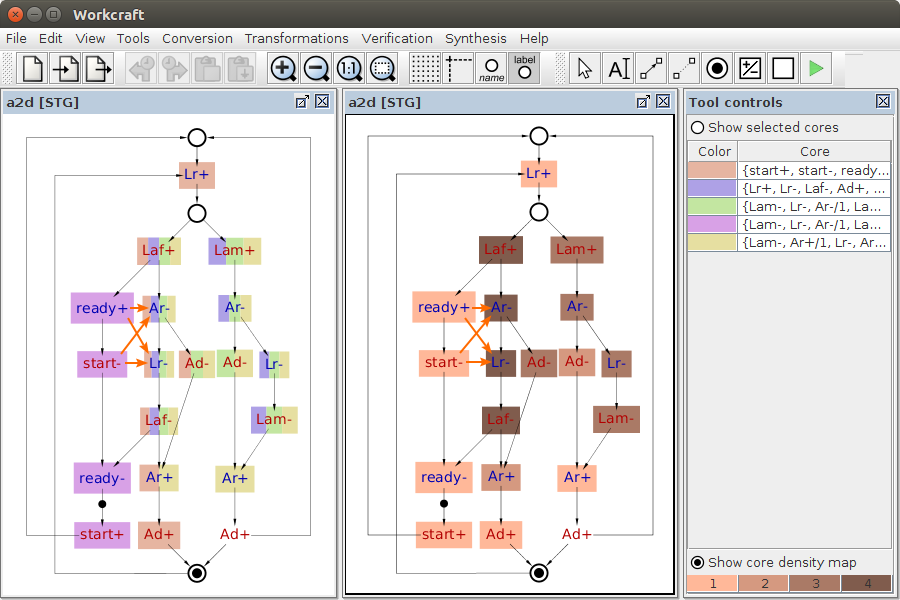 Workcraft
File Edit View Tools Conversion Transformations Verification Synthesis Help
1:1 name label AI
a2d [STG]
Lr+
Laf+ Lam+
ready+ Ar- Ar-
start- Lr- Ad- Ad- Lr-
Laf- Lam-
ready- Ar+ Ar+
start+ Ad+ Ad+
a2d [STG]
Lr+
Laf+ Lam+
ready+ Ar- Ar-
start- Lr- Ad- Ad- Lr-
Laf- Lam-
ready- Ar+ Ar+
start+ Ad+ Ad+
Tool controls
Show selected cores
Color Core
{start+, start-, ready...
{Lr+, Lr-, Laf-, Ad+, ...
{Lam-, Lr-, Ar-/1, La...
{Lam-, Lr-, Ar-/1, La...
{Lam-, Ar+/1, Lr-, Ar...
Show core density map
1 2 3 4